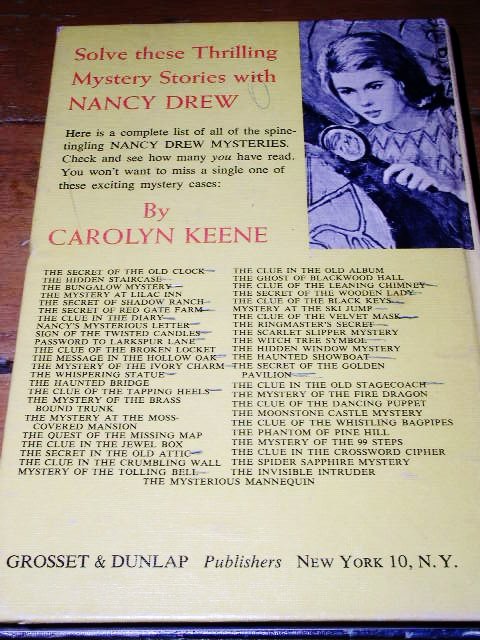 Solve these Thrilling
Mystery Stories with
NANCY DREW
Here is a complete list of all of the spine-
tingling NANCY DREW MYSTERIES.
Check and see how many you have read.
You won't want to miss a single one of
these exciting mystery cases:
By
CAROLYN KEENE
THE SECRET OF THE OLD CLOCK
THE HIDDEN STAIRCASE
THE BUNGALOW MYSTERY
THE MYSTERY AT LILAC INN
THE SECRET OF SHADOW RANCH
THE SECRET OF RED GATE FARM
THE CLUE IN THE DIARY
NANCY'S MYSTERIOUS LETTER
SIGN OF THE TWISTED CANDLES
PASSWORD TO LARKSPUR LANE
THE CLUE OF THE BROKEN LOCKET
THE MESSAGE IN THE HOLLOW OAK
THE MYSTERY OF THE IVORY CHARM
THE WHISPERING STATUE
THE HAUNTED BRIDGE
THE CLUE OF THE TAPPING HEELS
THE MYSTERY OF THE BRASS
BOUND TRUNK
THE MYSTERY AT THE MOSS-
COVERED MANSION
THE QUEST OF THE MISSING MAP
THE CLUE IN THE JEWEL BOX
THE SECRET IN THE OLD ATTIC
THE CLUE IN THE CRUMBLING WALL
MYSTERY OF THE TOLLING BELL
THE CLUE IN THE OLD ALBUM
THE GHOST OF BLACKWOOD HALL
THE CLUE OF THE LEANING CHIMNEY
THE SECRET OF THE WOODEN LADY
THE CLUE OF THE BLACK KEYS
MYSTERY AT THE SKI JUMP
THE CLUE OF THE VELVET MASK
THE RINGMASTER'S SECRET
THE SCARLET SLIPPER MYSTERY
THE WITCH TREE SYMBOL
THE HIDDEN WINDOW MYSTERY
THE HAUNTED SHOWBOAT
THE SECRET OF THE GOLDEN
PAVILION
THE CLUE IN THE OLD STAGECOACH
THE MYSTERY OF THE FIRE DRAGON
THE CLUE OF THE DANCING PUPPET
THE MOONSTONE CASTLE MYSTERY
THE CLUE OF THE WHISTLING BAGPIPES
THE PHANTOM OF PINE HILL
THE MYSTERY OF THE 99 STEPS
THE CLUE IN THE CROSSWORD CIPHER
THE SPIDER SAPPHIRE MYSTERY
THE INVISIBLE INTRUDER
THE MYSTERIOUS MANNEQUIN
GROSSET & DUNLAP Publishers NEW YORK 10, N.Y.